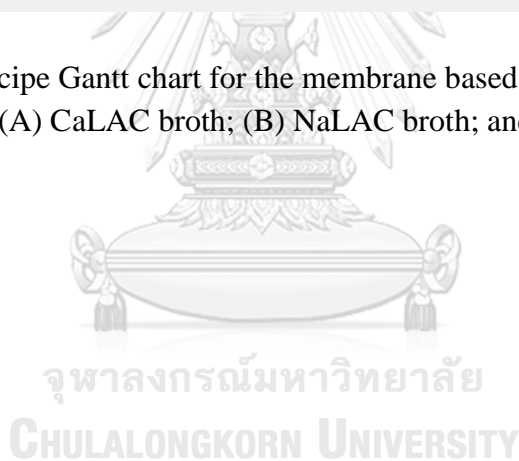 cipe Gantt chart for the membrane based
(A) CaLAC broth; (B) NaLAC broth; and
จุฬาลงกรณ์มหาวิทยาลัย
CHULALONGKORN UNIVERSITY